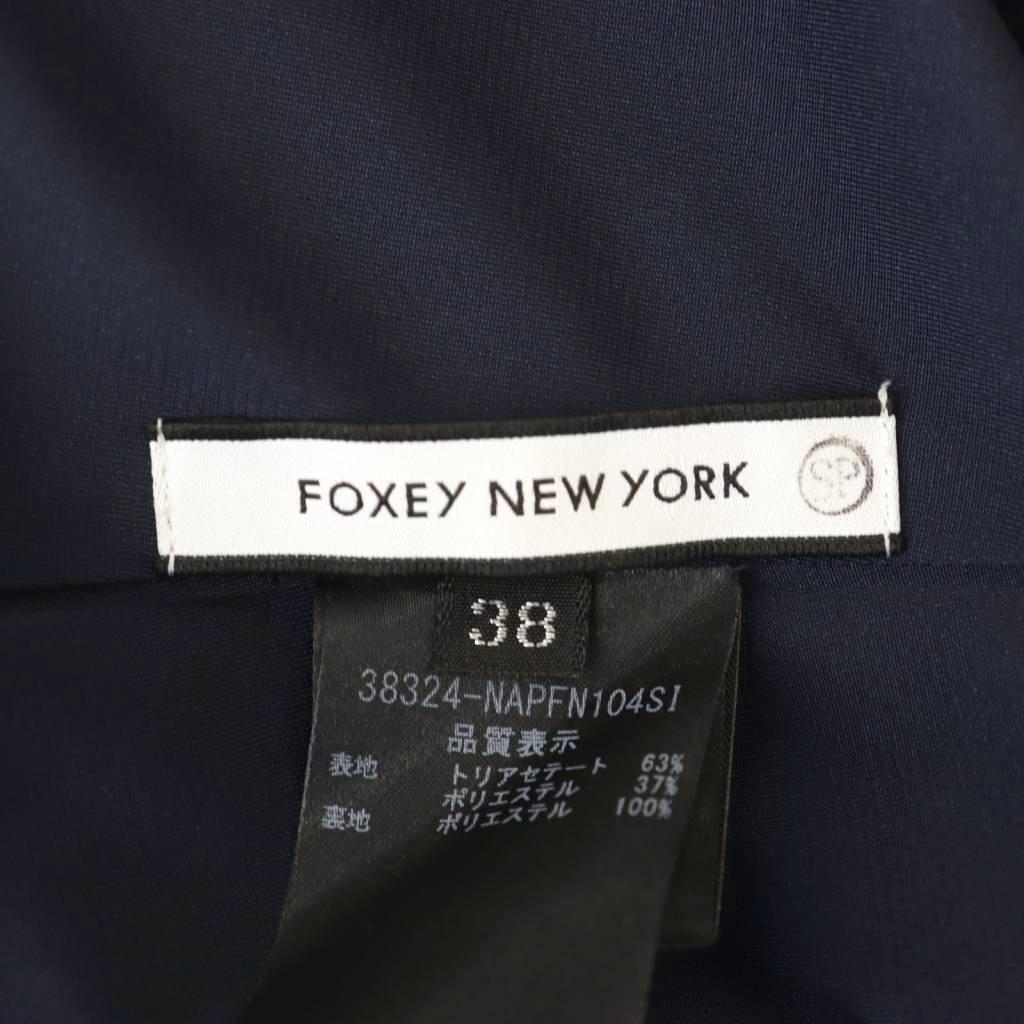 FOXEY NEW YORK
SP
38
38324-NAPFN104SI
品質表示
表地 トリアセテート 63%
ポリエステル 37%
裏地 ポリエステル 100%